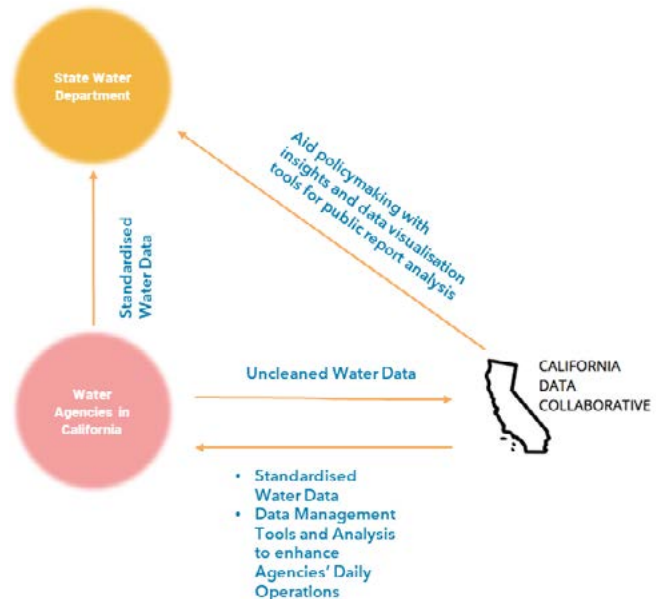 State Water
Department
Aid policymaking with
insights and data visualisation
tools for public report analysis
Standardised
Water Data
Water
Agencies in
California
Uncleaned Water Data
CALIFORNIA
DATA
COLLABORATIVE
• Standardised
Water Data
• Data Management
Tools and Analysis
to enhance
Agencies' Daily
Operations